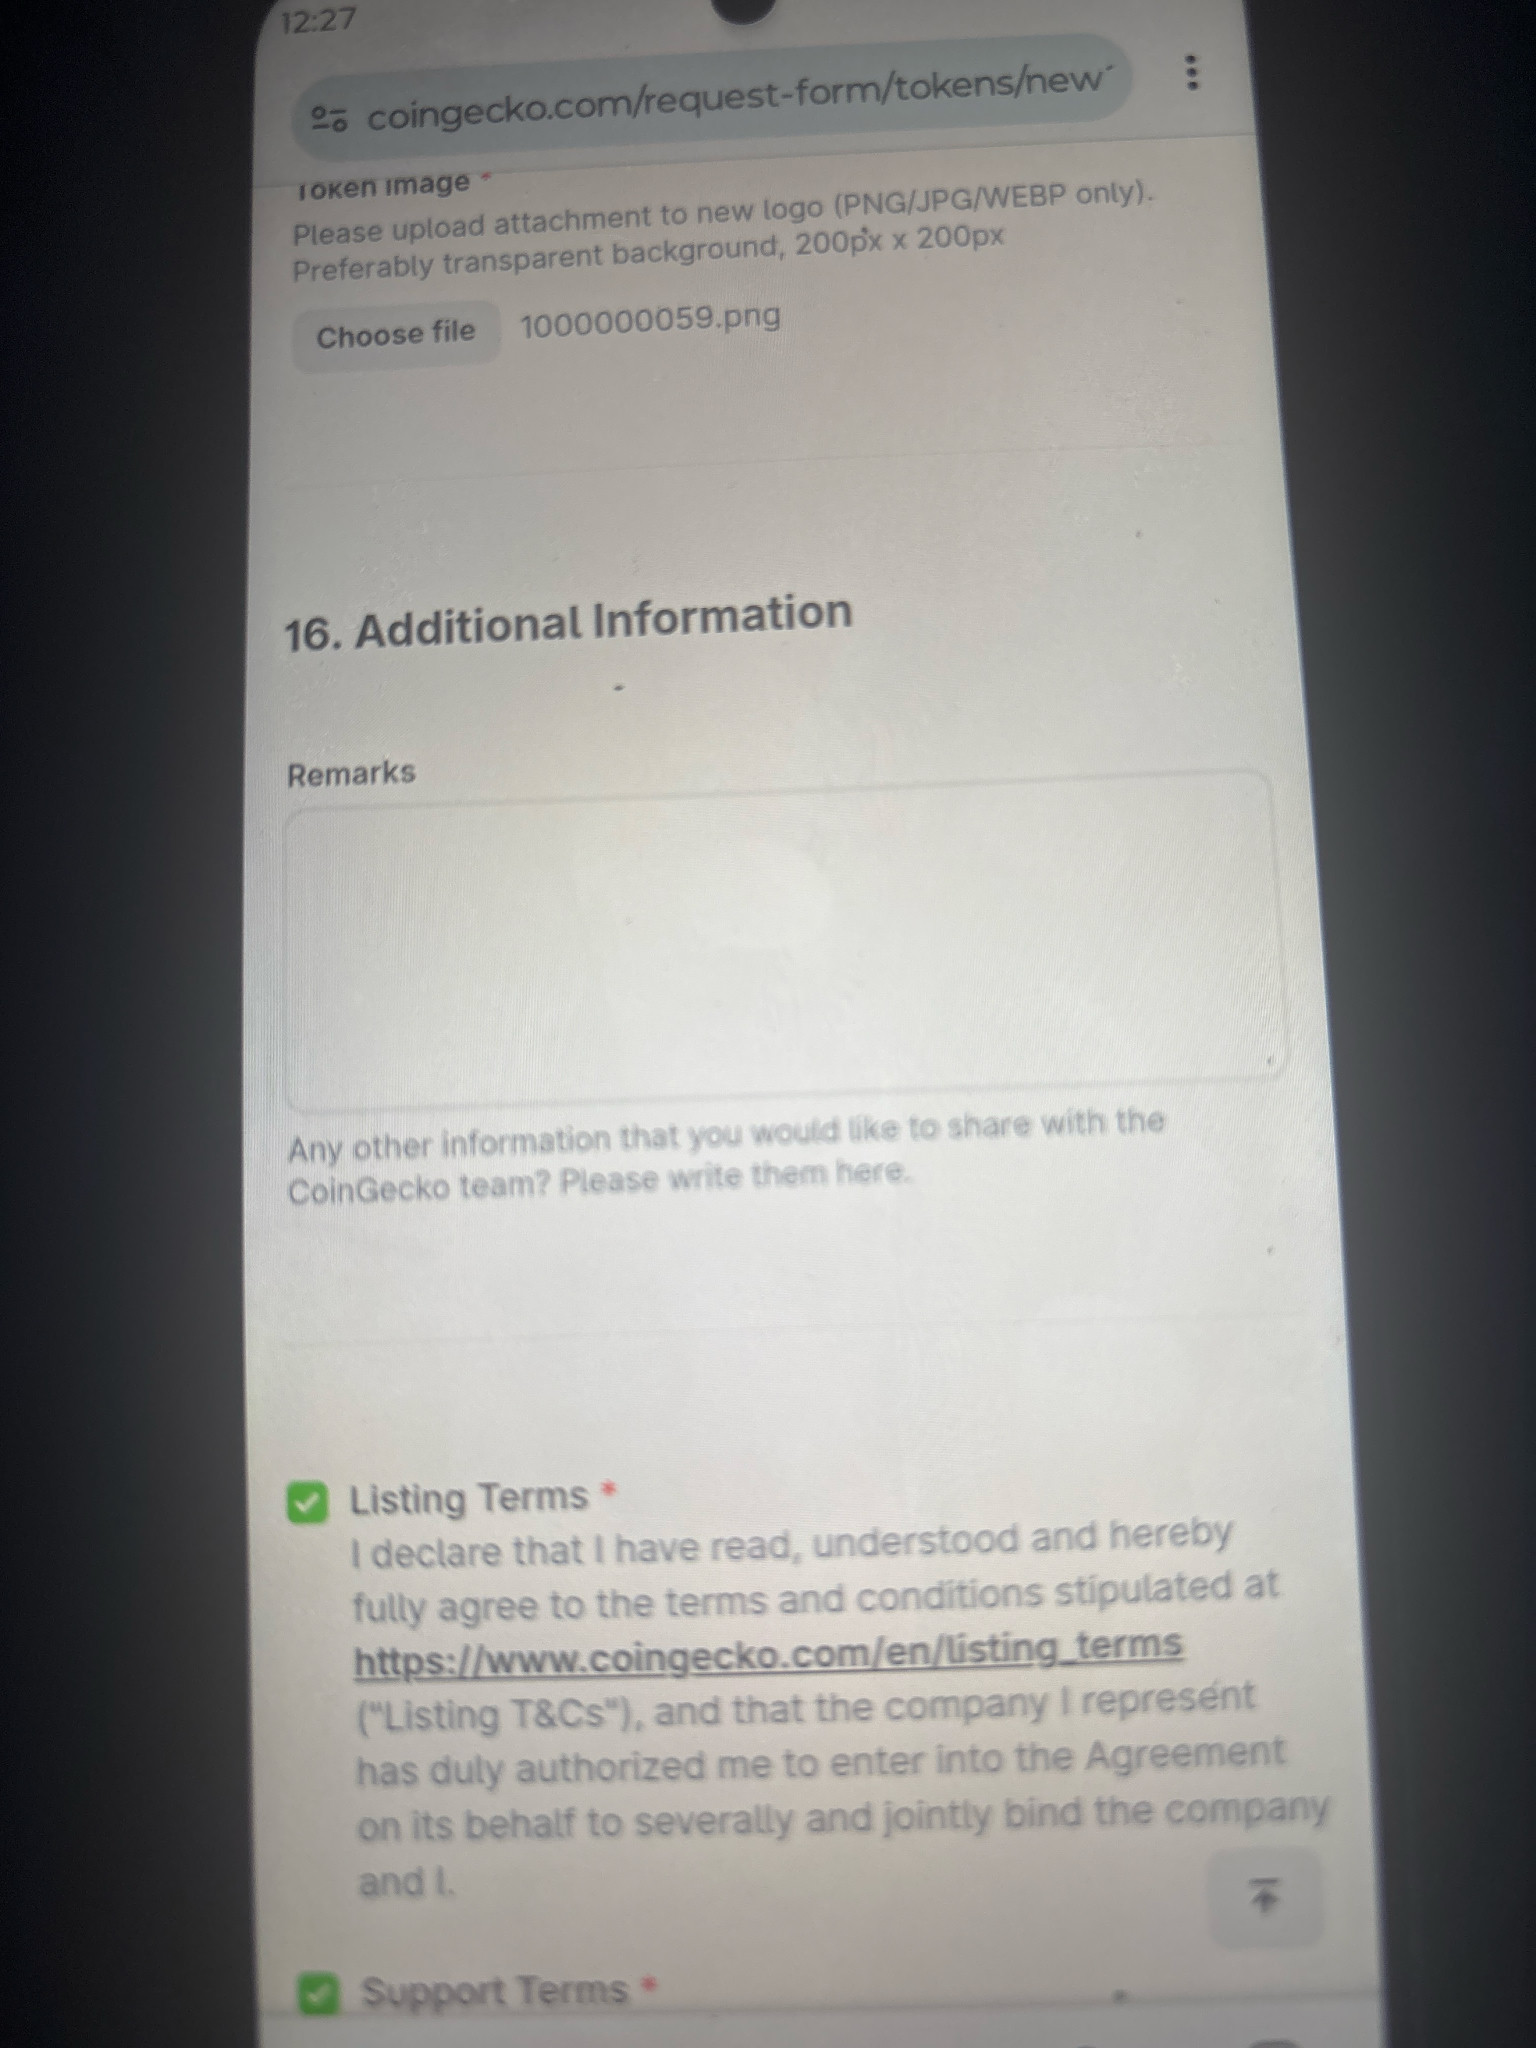 12:27
coingecko.com/request-form/tokens/new
Token Image *
Please upload attachment to new logo (PNG/JPG/WEBP only).
Preferably transparent background, 200px x 200px
Choose file 1000000059.png
16. Additional Information
Remarks
Any other information that you would like to share with the
CoinGecko team? Please write them here.
Listing Terms *
I declare that I have read, understood and hereby
fully agree to the terms and conditions stipulated at
https://www.coingecko.com/en/listing_terms
("Listing T&Cs"), and that the company I represent
has duly authorized me to enter into the Agreement
on its behalf to severally and jointly bind the company
and I.
Support Terms *